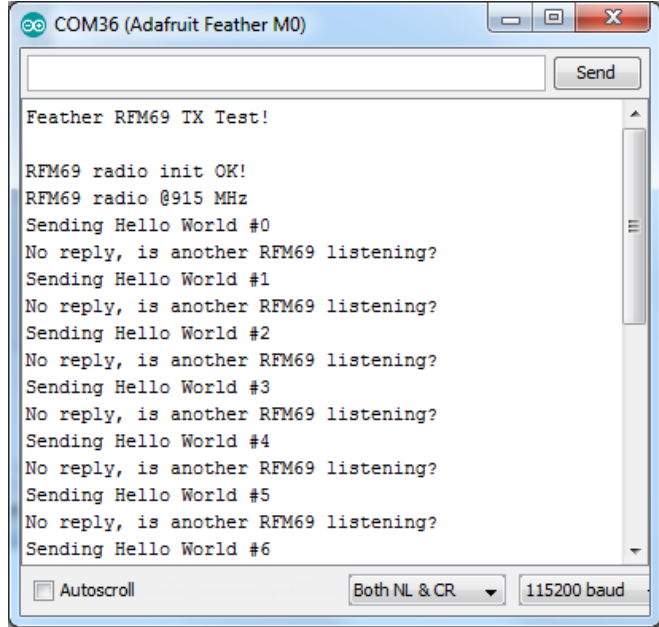 COM36 (Adafruit Feather M0)
Send
Feather RFM69 TX Test!
RFM69 radio init OK!
RFM69 radio @915 MHz
Sending Hello World #0
No reply, is another RFM69 listening?
Sending Hello World #1
No reply, is another RFM69 listening?
Sending Hello World #2
No reply, is another RFM69 listening?
Sending Hello World #3
No reply, is another RFM69 listening?
Sending Hello World #4
No reply, is another RFM69 listening?
Sending Hello World #5
No reply, is another RFM69 listening?
Sending Hello World #6
Autoscroll Both NL & CR 115200 baud